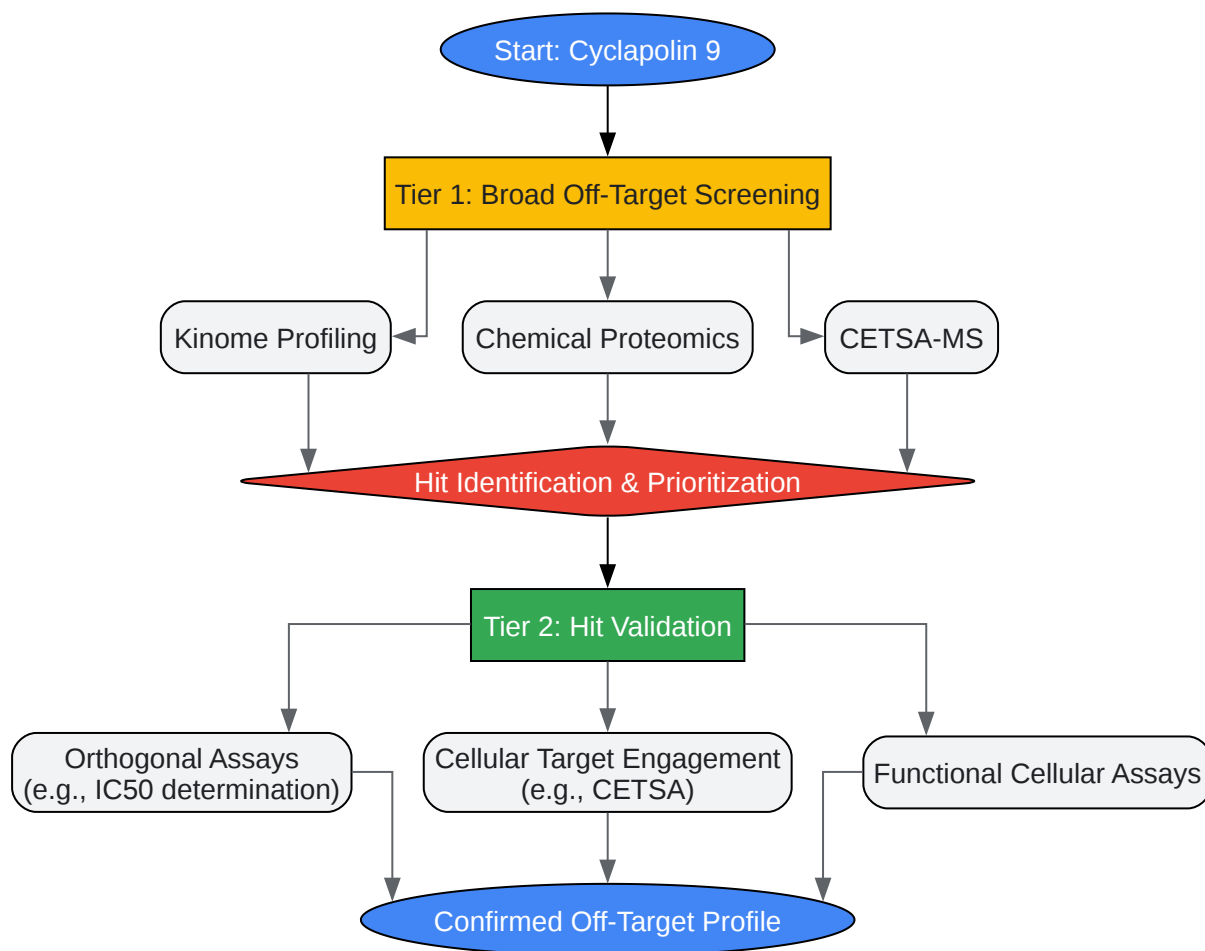 Start: Cyclapolin 9
Tier 1: Broad Off-Target Screening
Kinome Profiling
Chemical Proteomics
CETSA-MS
Hit Identification & Prioritization
Tier 2: Hit Validation
Orthogonal Assays
(e.g., IC50 determination)
Cellular Target Engagement
(e.g., CETSA)
Functional Cellular Assays
Confirmed Off-Target Profile